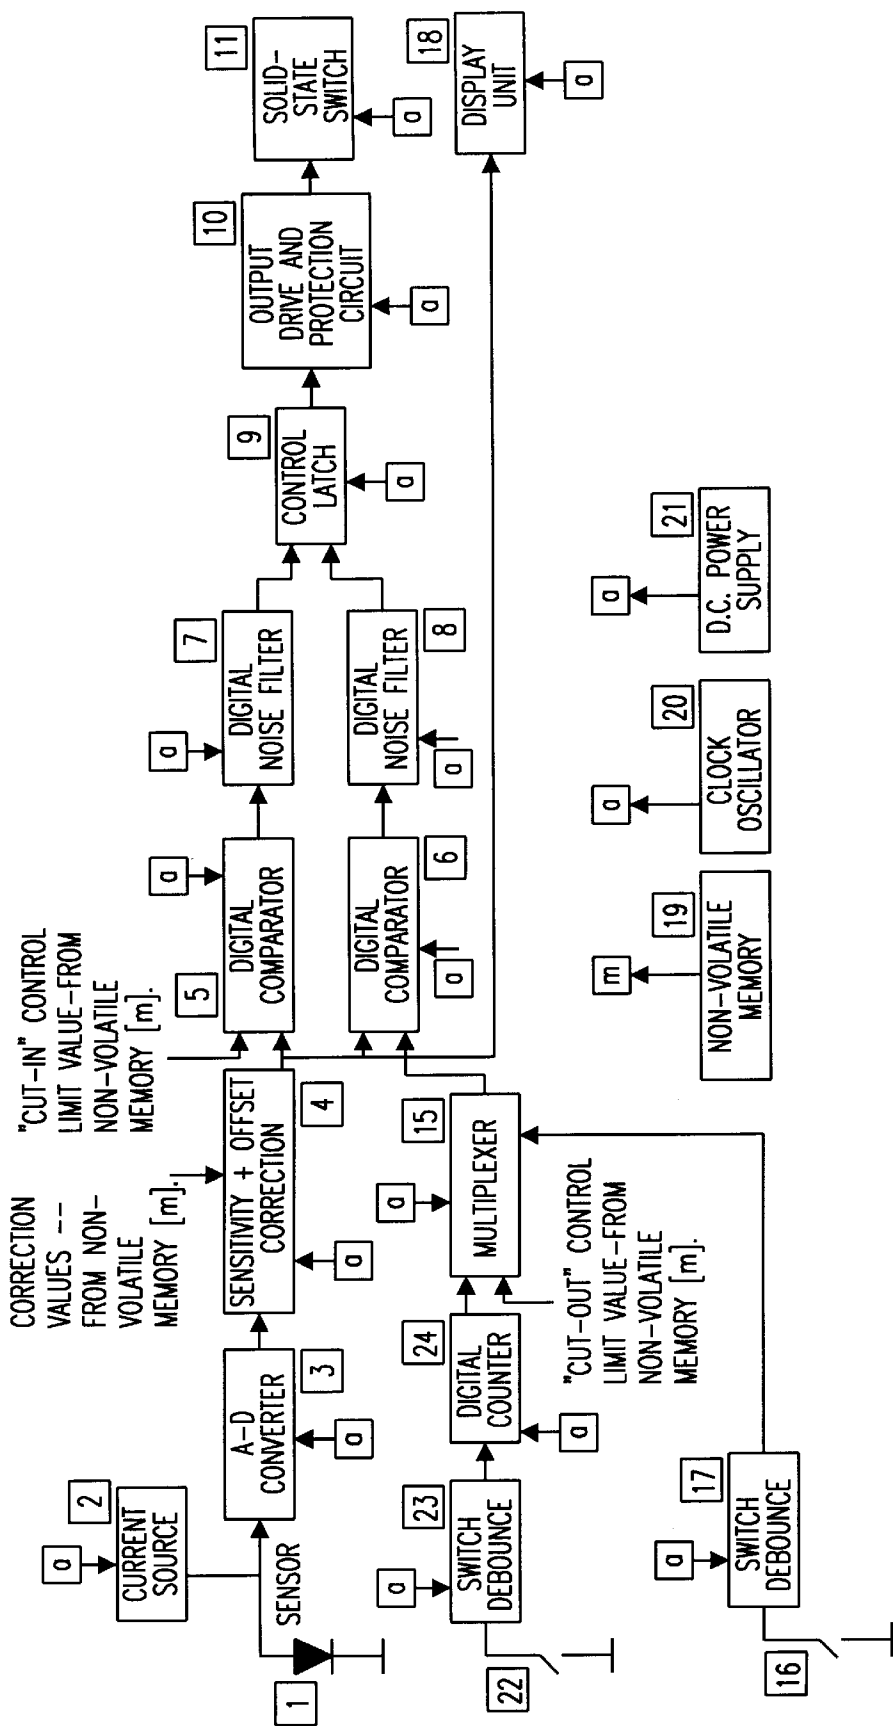 1
SENSOR
a
2
CURRENT
SOURCE
3
A-D
CONVERTER
a
CORRECTION
VALUES --
FROM NON-
VOLATILE
MEMORY [m].
4
SENSITIVITY + OFFSET
CORRECTION
a
"CUT-IN" CONTROL
LIMIT VALUE-FROM
NON-VOLATILE
MEMORY [m].
5
DIGITAL
COMPARATOR
a
6
DIGITAL
COMPARATOR
a
7
DIGITAL
NOISE FILTER
a
8
DIGITAL
NOISE FILTER
a
9
CONTROL
LATCH
a
10
OUTPUT
DRIVE AND
PROTECTION
CIRCUIT
a
11
SOLID-
STATE
SWITCH
a
18
DISPLAY
UNIT
a
22
23
SWITCH
DEBOUNCE
a
24
DIGITAL
COUNTER
a
15
MULTIPLEXER
a
"CUT-OUT" CONTROL
LIMIT VALUE-FROM
NON-VOLATILE
MEMORY [m].
16
17
SWITCH
DEBOUNCE
a
19
NON-VOLATILE
MEMORY
m
20
CLOCK
OSCILLATOR
a
21
D.C. POWER
SUPPLY
a